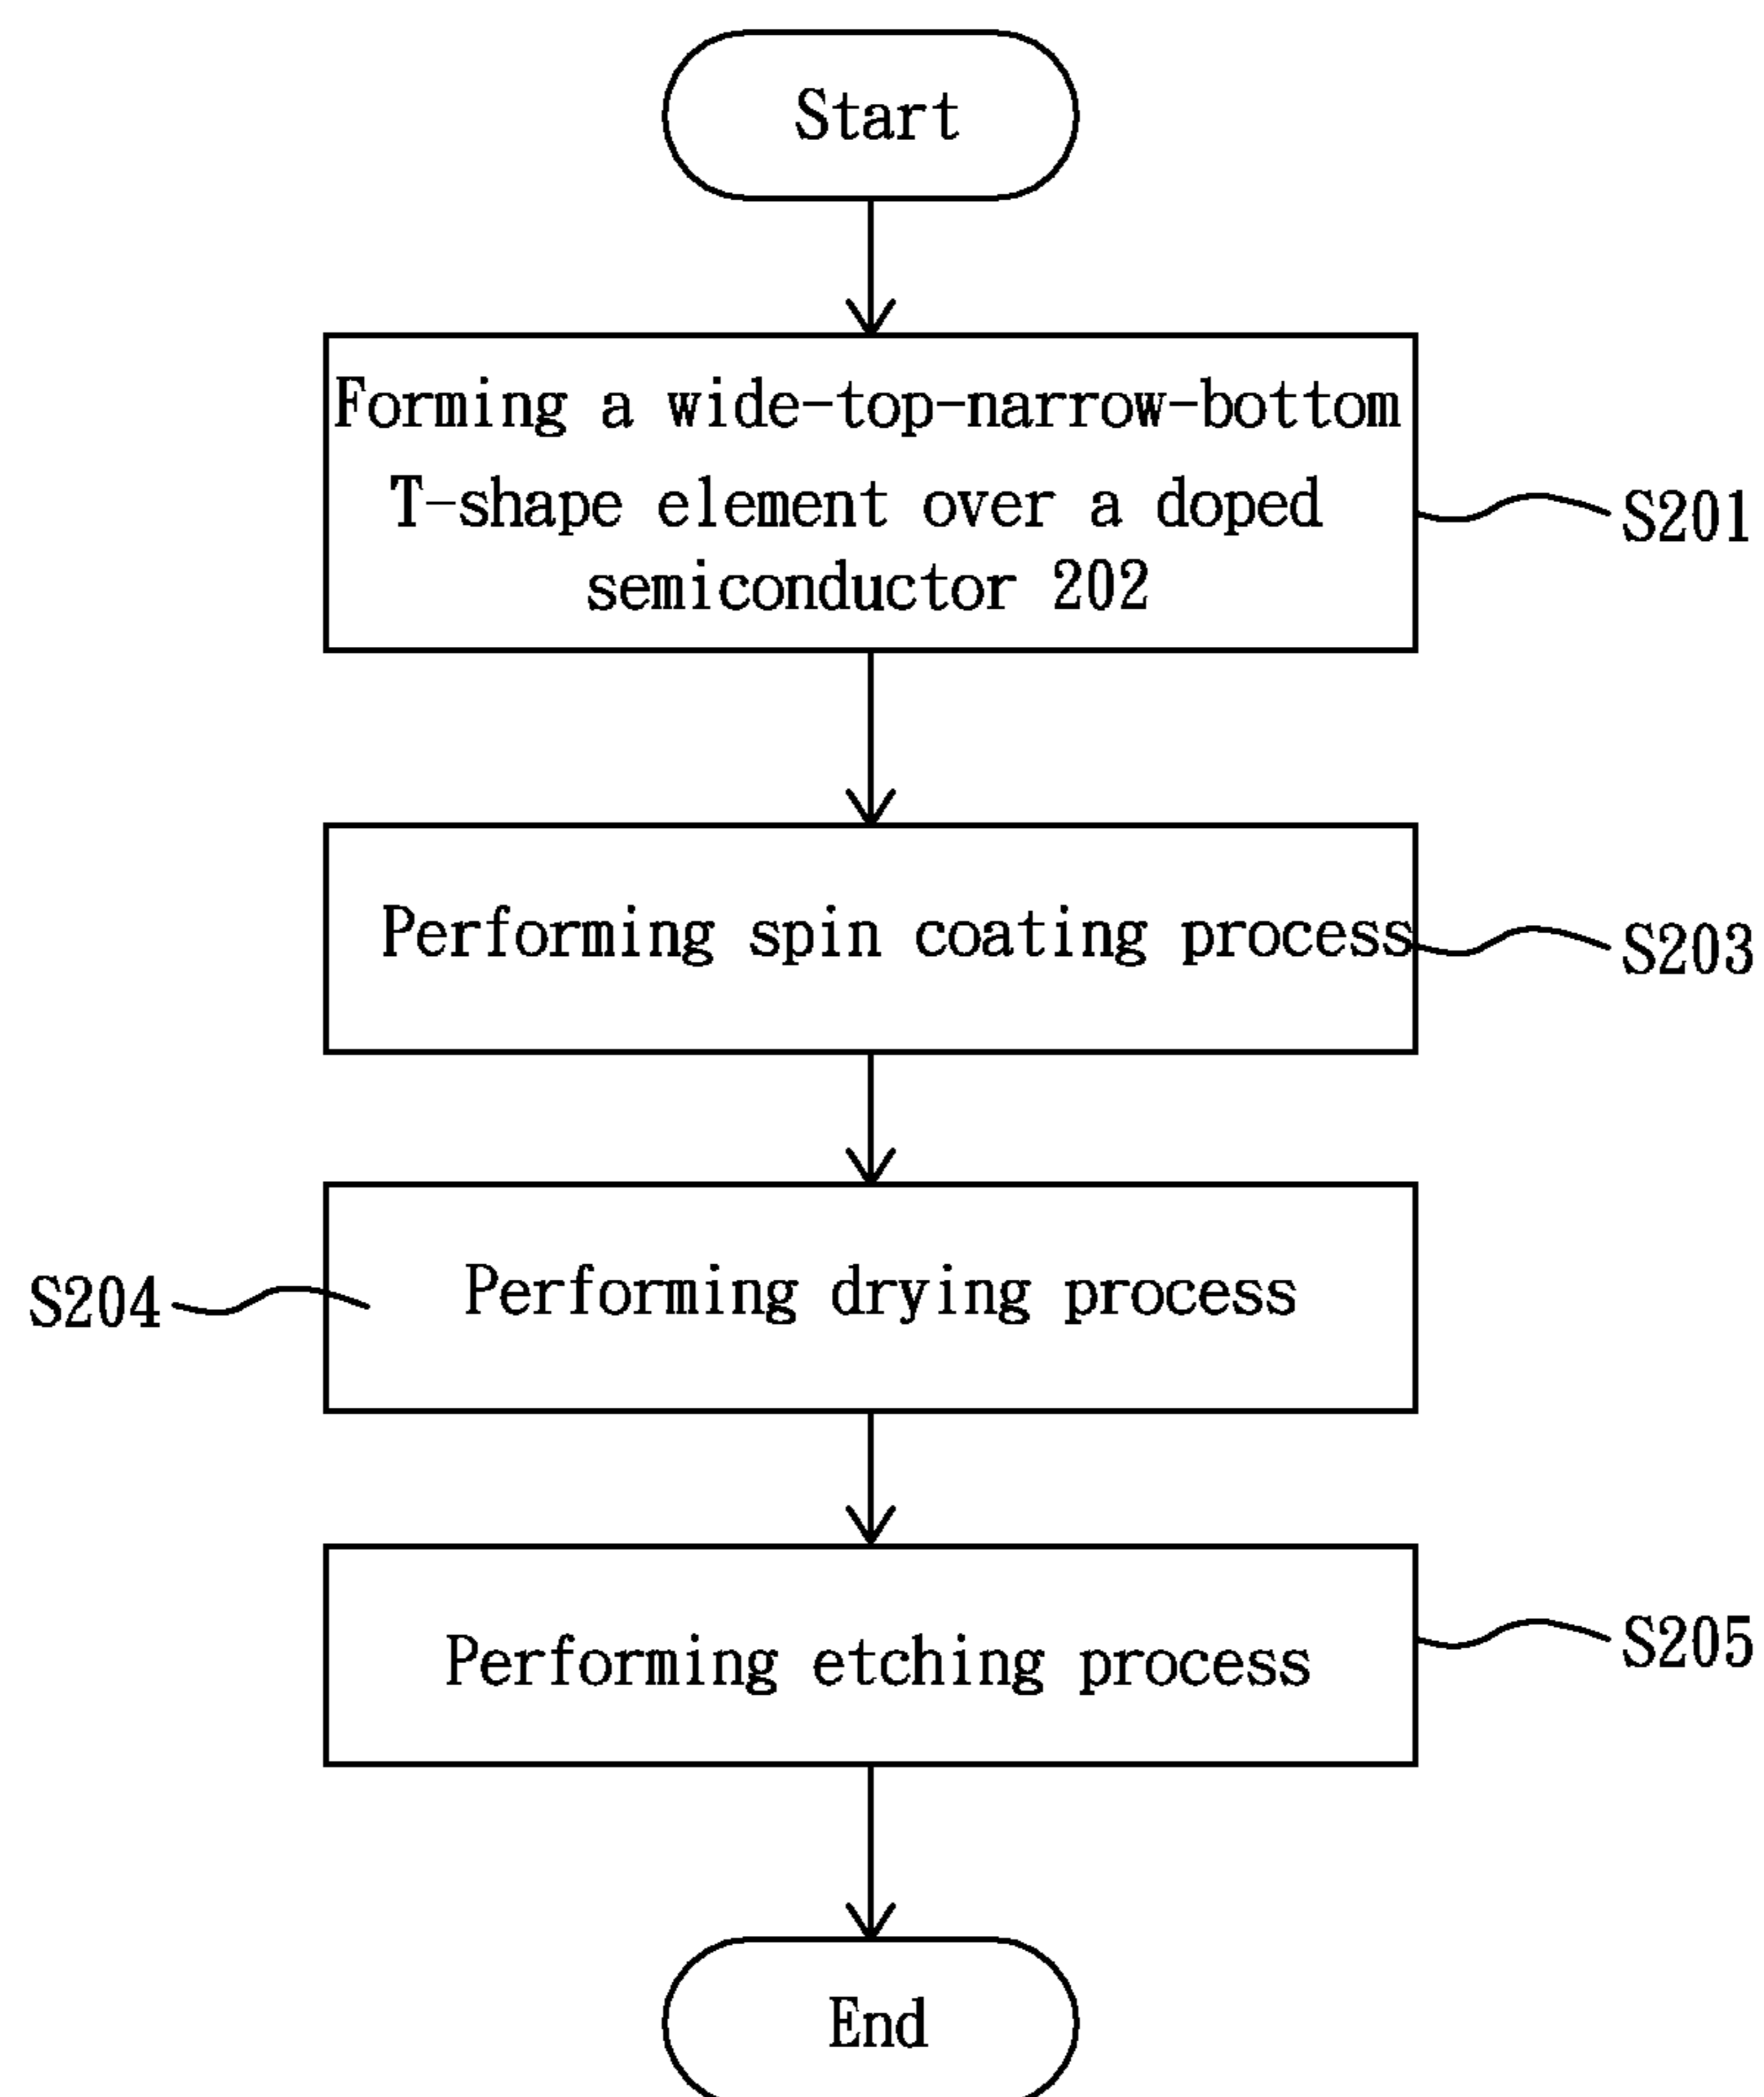 Start
Forming a wide-top-narrow-bottom
T-shape element over a doped
semiconductor 202
S201
Performing spin coating process
S203
S204
Performing drying process
Performing etching process
S205
End